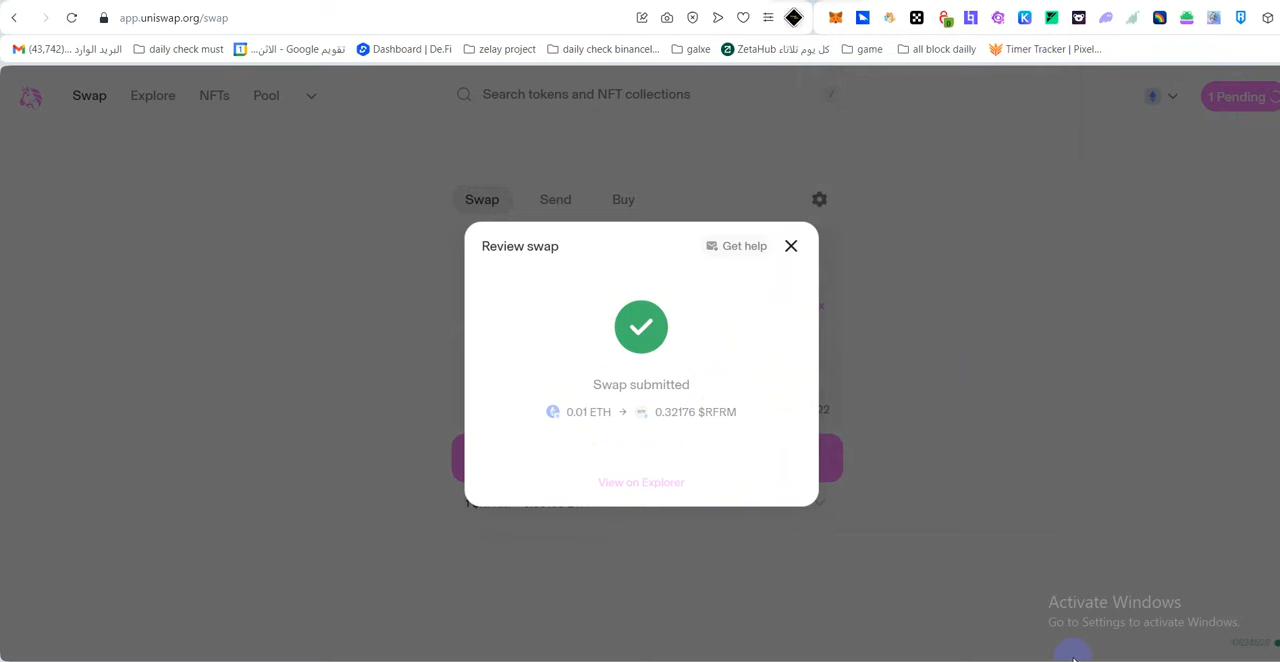 app.uniswap.org/swap
(43,742) البريد الوارد...
daily check must
تقويم Google - الاثن...
Dashboard | De.Fi
zelay project
daily check binancel...
galxe
ZetaHub كل يوم ثلاثاء
game
all block dailly
Timer Tracker | Pixel...
Swap
Explore
NFTs
Pool
Search tokens and NFT collections
/
1 Pending
Swap
Send
Buy
Review swap
Get help
Swap submitted
0.01 ETH → 0.32176 $RFRM
22
View on Explorer
Activate Windows
Go to Settings to activate Windows.